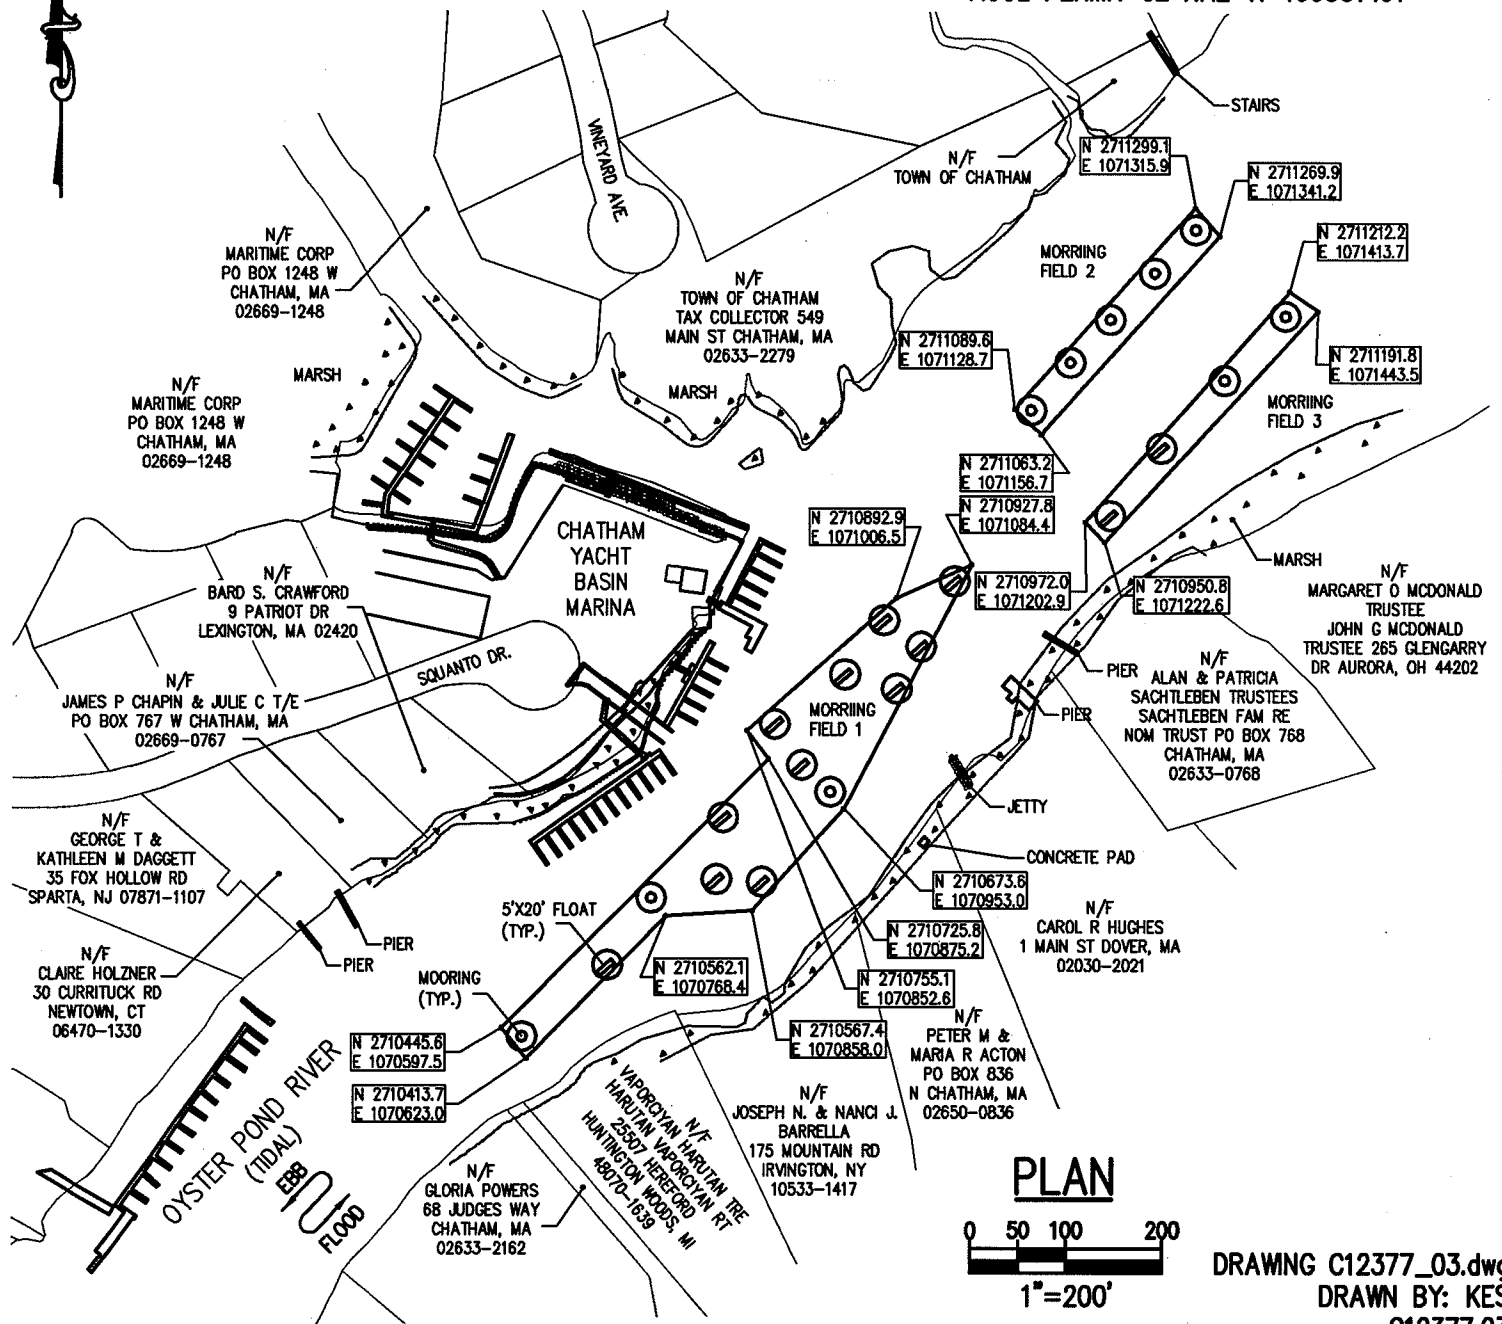 STAIRS
VINEYARD AVE.
N/F
TOWN OF CHATHAM
N 2711299.1
E 1071315.9
N 2711269.9
E 1071341.2
N 2711212.2
E 1071413.7
MORRIING
FIELD 2
N/F
MARITIME CORP
PO BOX 1248 W
CHATHAM, MA
02669-1248
N/F
TOWN OF CHATHAM
TAX COLLECTOR 549
MAIN ST CHATHAM, MA
02633-2279
N 2711089.6
E 1071128.7
N 2711191.8
E 1071443.5
MARSH
MARSH
N/F
MARITIME CORP
PO BOX 1248 W
CHATHAM, MA
02669-1248
MORRIING
FIELD 3
N 2711063.2
E 1071156.7
N 2710927.8
E 1071084.4
N 2710892.9
E 1071006.5
CHATHAM
YACHT
BASIN
MARINA
N 2710972.0
E 1071202.9
N 2710950.8
E 1071222.6
MARSH
N/F
MARGARET O MCDONALD
TRUSTEE
JOHN G MCDONALD
TRUSTEE 265 GLENGARRY
DR AURORA, OH 44202
N/F
BARD S. CRAWFORD
9 PATRIOT DR
LEXINGTON, MA 02420
SQUANTO DR.
N/F
JAMES P CHAPIN & JULIE C T/E
PO BOX 767 W CHATHAM, MA
02669-0767
MORRIING
FIELD 1
PIER
PIER
N/F
ALAN & PATRICIA
SACHTLEBEN TRUSTEES
SACHTLEBEN FAM RE
NOM TRUST PO BOX 768
CHATHAM, MA
02633-0768
JETTY
N/F
GEORGE T &
KATHLEEN M DAGGETT
35 FOX HOLLOW RD
SPARTA, NJ 07871-1107
CONCRETE PAD
N 2710673.6
E 1070953.0
N/F
CAROL R HUGHES
1 MAIN ST DOVER, MA
02030-2021
5'X20' FLOAT
(TYP.)
N 2710725.8
E 1070875.2
PIER
PIER
N/F
CLAIRE HOLZNER
30 CURRITUCK RD
NEWTOWN, CT
06470-1330
MOORING
(TYP.)
N 2710562.1
E 1070768.4
N 2710755.1
E 1070852.6
N 2710445.6
E 1070597.5
N 2710567.4
E 1070858.0
N/F
PETER M &
MARIA R ACTON
PO BOX 836
N CHATHAM, MA
02650-0836
N 2710413.7
E 1070623.0
OYSTER POND RIVER
(TIDAL)
EBB
FLOOD
N/F
VAPORCIYAN HARUTAN TRE
HARUTAN VAPORCIYAN RT
25507 HEREFORD
HUNTINGTON WOODS, MI
48070-1639
N/F
JOSEPH N. & NANCI J.
BARRELLA
175 MOUNTAIN RD
IRVINGTON, NY
10533-1417
N/F
GLORIA POWERS
68 JUDGES WAY
CHATHAM, MA
02633-2162
PLAN
0 50 100 200
1"=200'
DRAWING C12377_03.dwg
DRAWN BY: KES